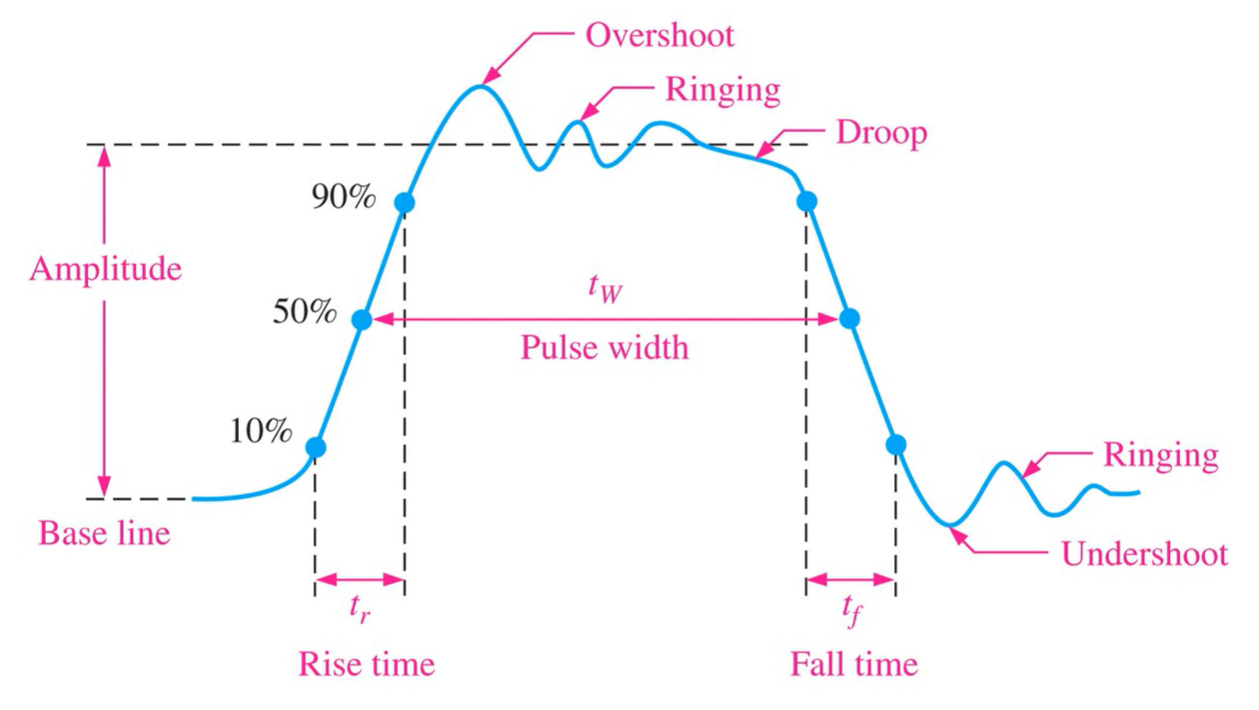 Overshoot
Ringing
Droop
90%
Amplitude
t_W
50%
Pulse width
10%
Ringing
Base line
Undershoot
t_r
t_f
Rise time
Fall time